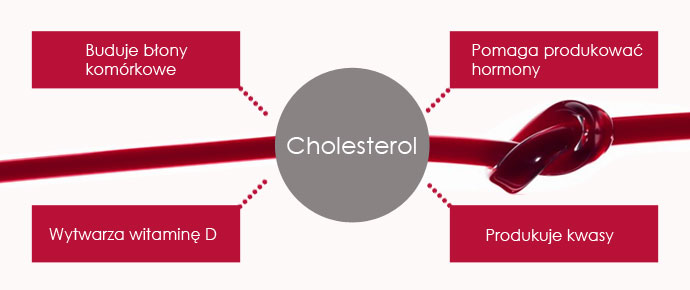 Buduje błony
komórkowe
Pomaga produkować
hormony
Cholesterol
Wytwarza witaminę D
Produkuje kwasy